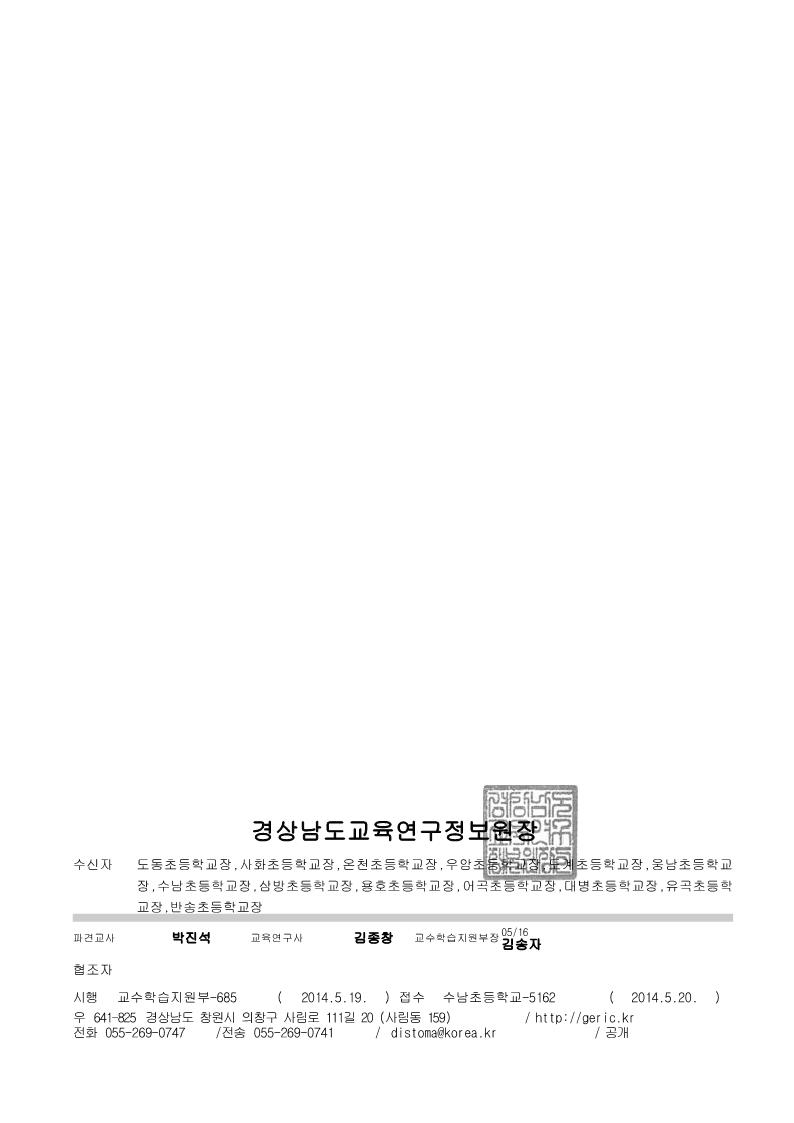 경상남도교육연구정보원장
수신자 도동초등학교장,사화초등학교장,온천초등학교장,우암초등학교장,도계초등학교장,웅남초등학교
장,수남초등학교장,삼방초등학교장,용호초등학교장,어곡초등학교장,대병초등학교장,유곡초등학
교장,반송초등학교장
파견교사 박진석 교육연구사 김종창 교수학습지원부장 05/16 김송자
협조자
시행 교수학습지원부-685 ( 2014.5.19. ) 접수 수남초등학교-5162 ( 2014.5.20. )
우 641-825 경상남도 창원시 의창구 사림로 111길 20 (사림동 159) / http://geric.kr
전화 055-269-0747 /전송 055-269-0741 / distoma@korea.kr / 공개